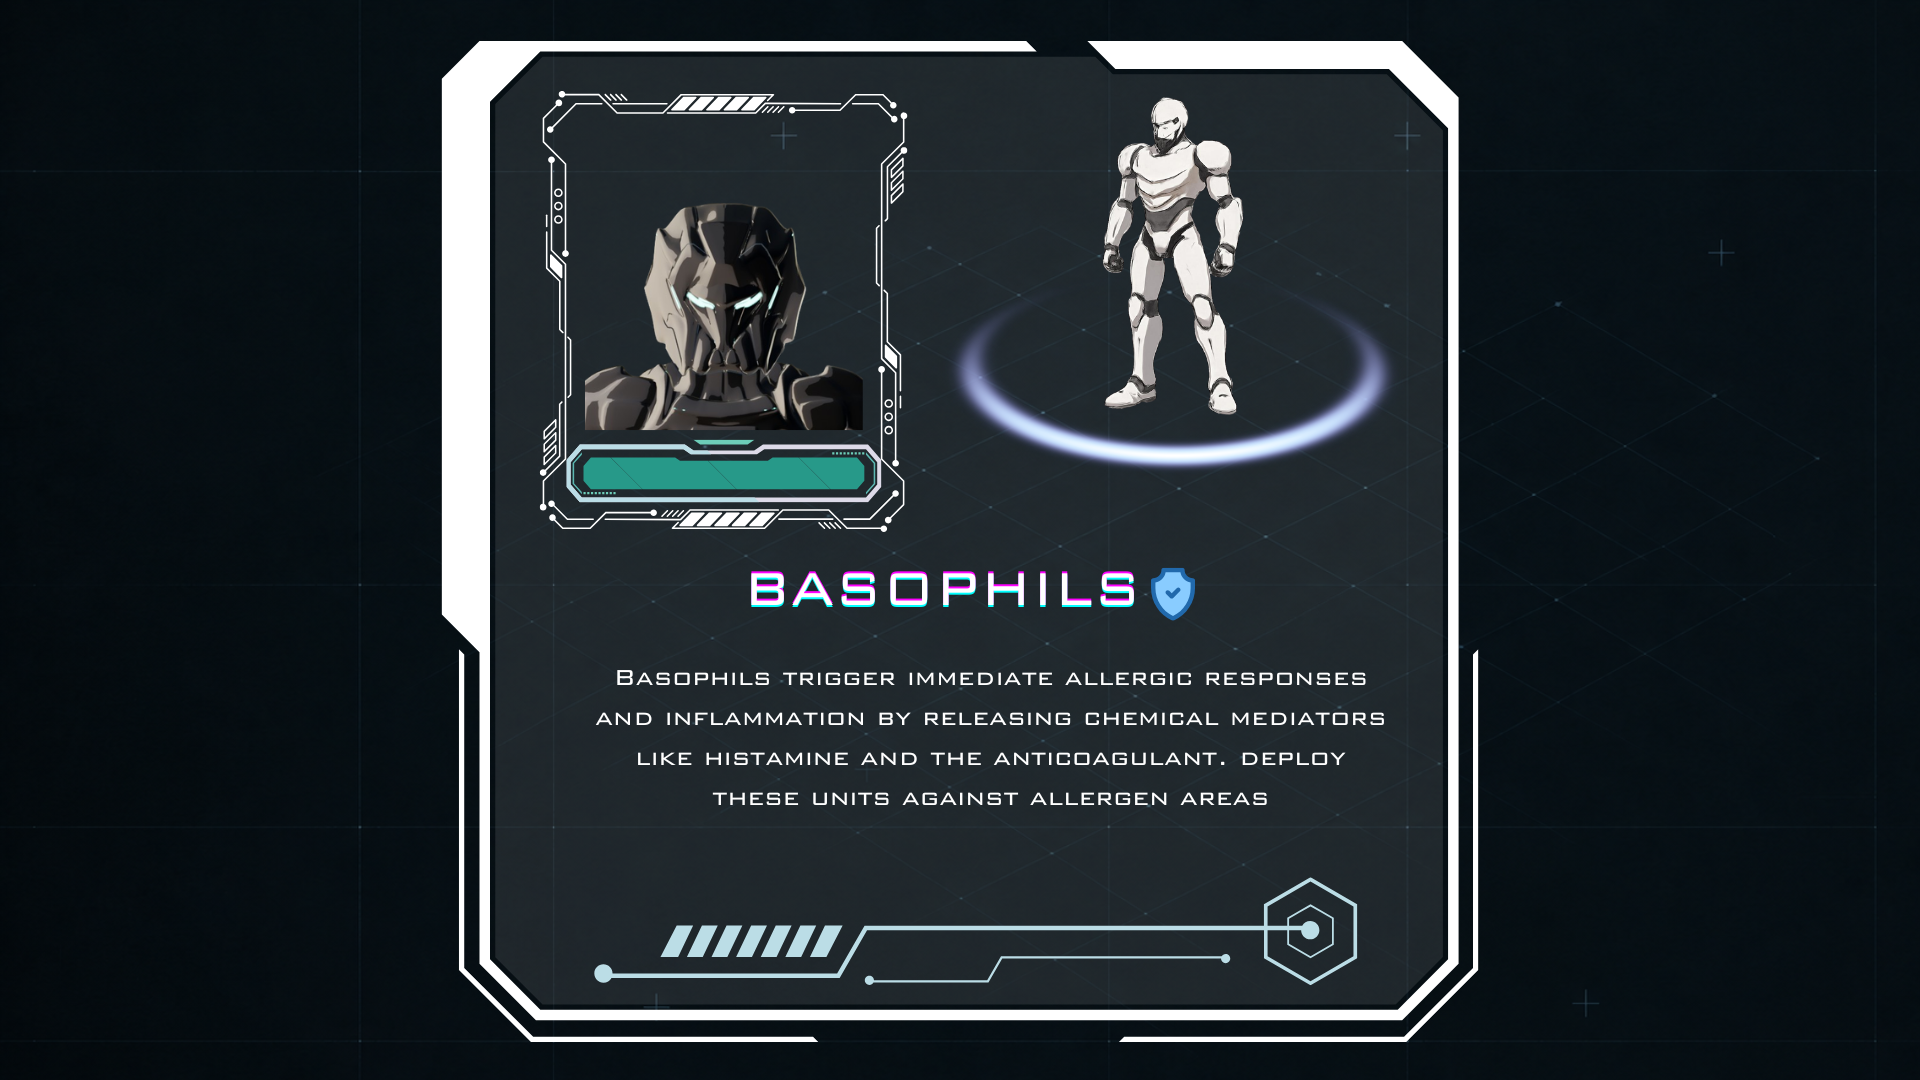 BASOPHILS
BASOPHILS TRIGGER IMMEDIATE ALLERGIC RESPONSES
AND INFLAMMATION BY RELEASING CHEMICAL MEDIATORS
LIKE HISTAMINE AND THE ANTICOAGULANT. DEPLOY
THESE UNITS AGAINST ALLERGEN AREAS